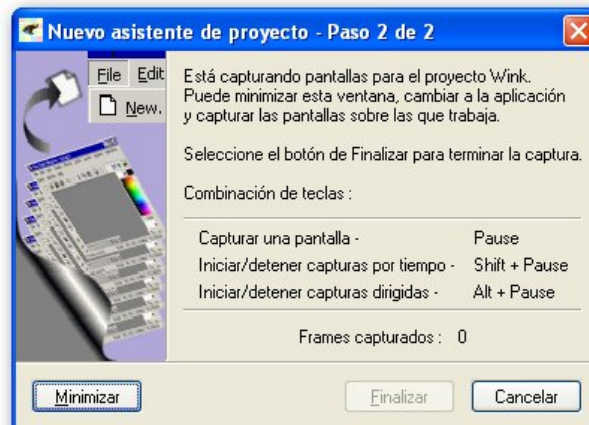 Nuevo asistente de proyecto - Paso 2 de 2
File Edit
New.
Está capturando pantallas para el proyecto Wink.
Puede minimizar esta ventana, cambiar a la aplicación
y capturar las pantallas sobre las que trabaja.
Seleccione el botón de Finalizar para terminar la captura.
Combinación de teclas :
Capturar una pantalla - Pause
Iniciar/detener capturas por tiempo - Shift + Pause
Iniciar/detener capturas dirigidas - Alt + Pause
Frames capturados : 0
Minimizar Finalizar Cancelar